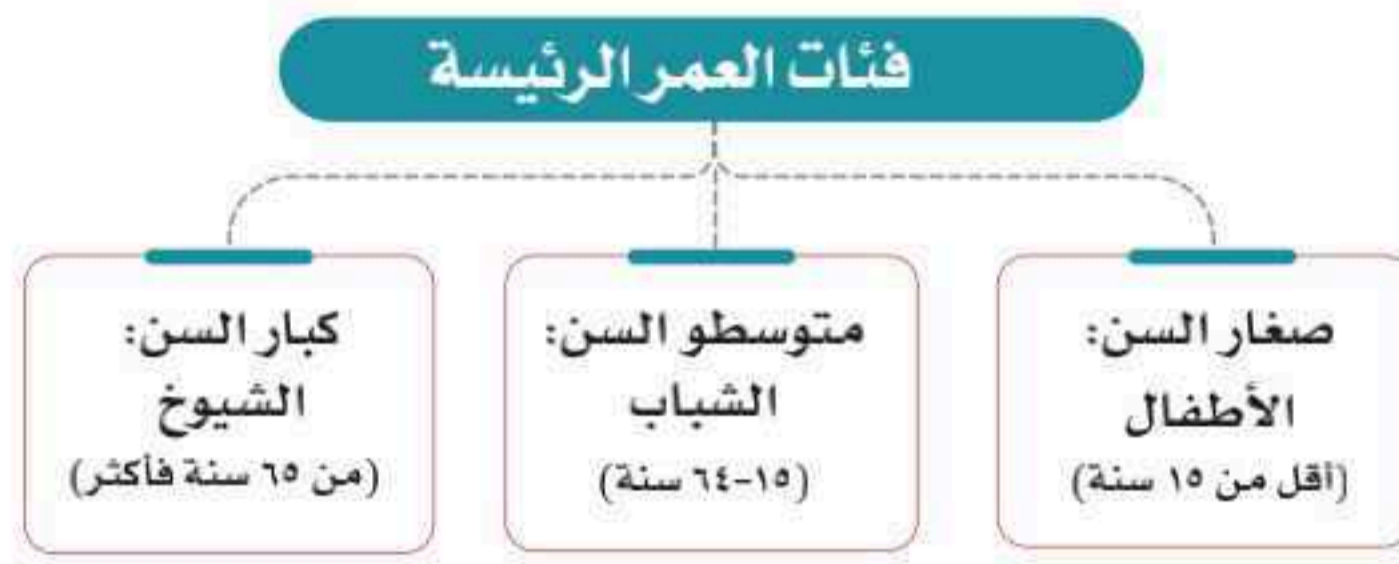 فئات العمر الرئيسة
صغار السن:
الأطفال
(أقل من ١٥ سنة)
متوسطو السن:
الشباب
(١٥-٦٤ سنة)
كبار السن:
الشيوخ
(من ٦٥ سنة فأكثر)